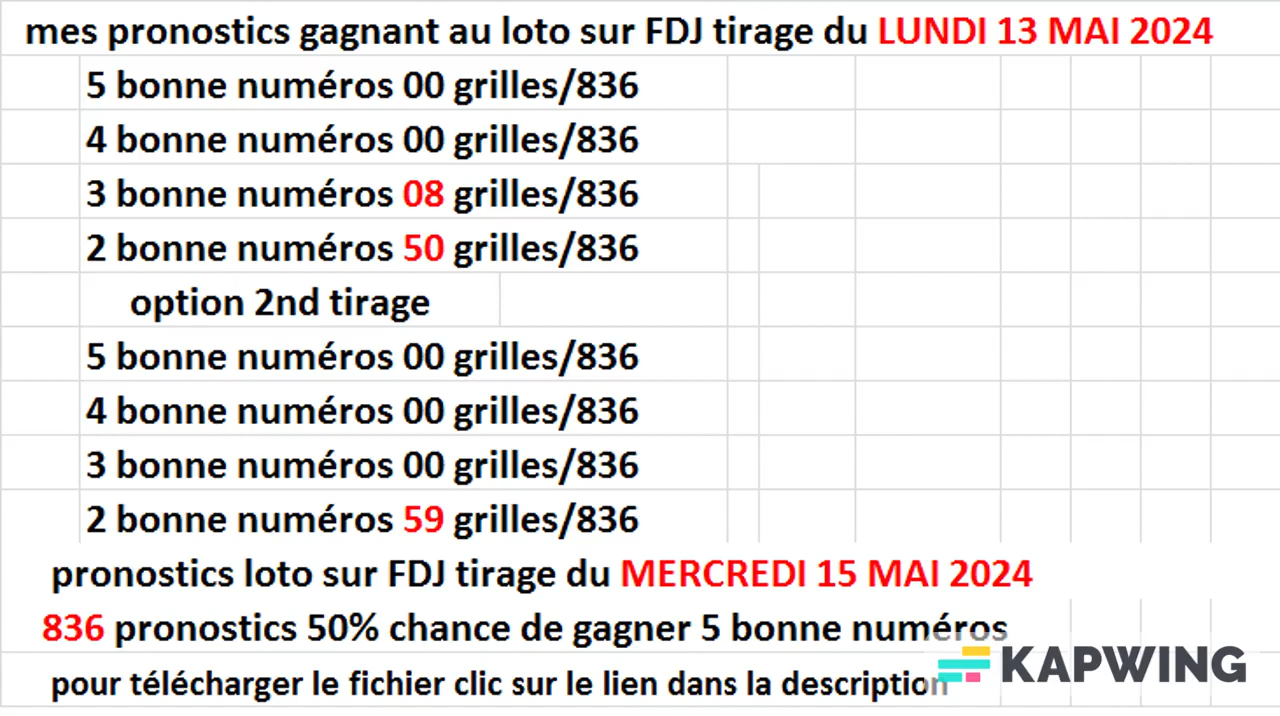 mes pronostics gagnant au loto sur FDJ tirage du LUNDI 13 MAI 2024
5 bonne numéros 00 grilles/836
4 bonne numéros 00 grilles/836
3 bonne numéros 08 grilles/836
2 bonne numéros 50 grilles/836
option 2nd tirage
5 bonne numéros 00 grilles/836
4 bonne numéros 00 grilles/836
3 bonne numéros 00 grilles/836
2 bonne numéros 59 grilles/836
pronostics loto sur FDJ tirage du MERCREDI 15 MAI 2024
836 pronostics 50% chance de gagner 5 bonne numéros
pour télécharger le fichier clic sur le lien dans la description
KAPWING